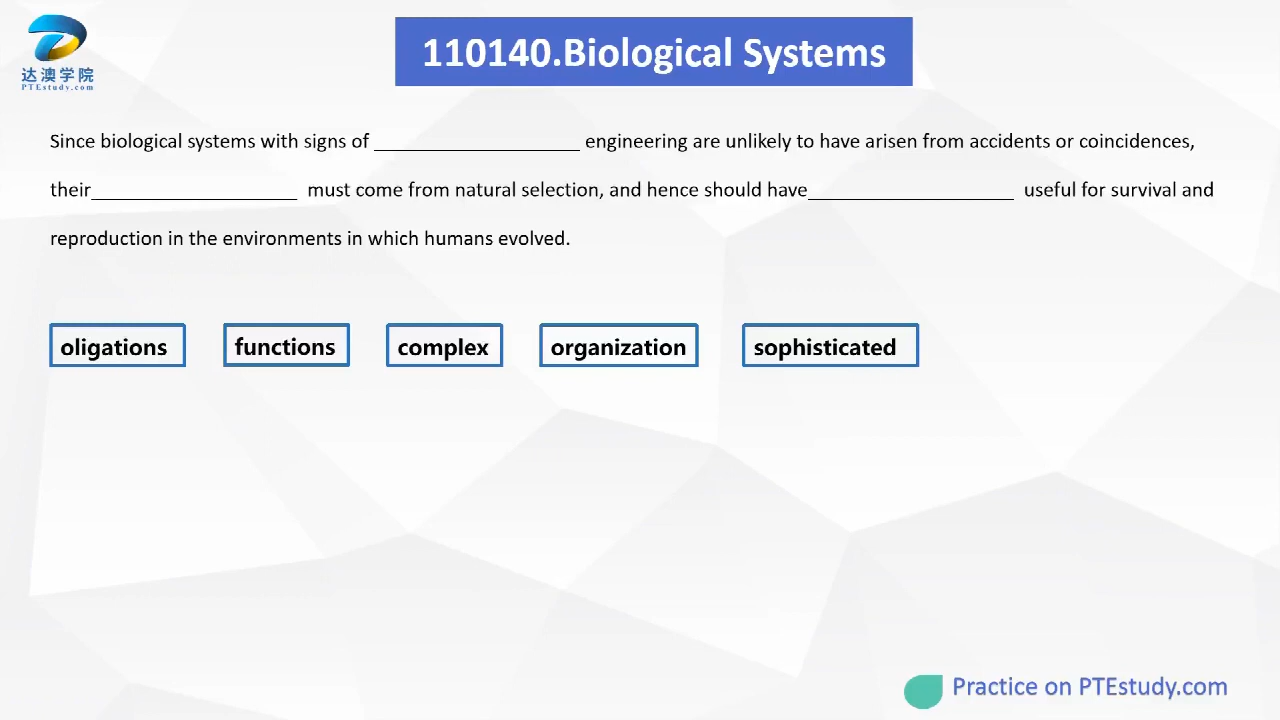 达澳学院
PTEstudy.com
110140.Biological Systems
Since biological systems with signs of ____________________ engineering are unlikely to have arisen from accidents or coincidences,
their____________________ must come from natural selection, and hence should have____________________ useful for survival and
reproduction in the environments in which humans evolved.
oligations functions complex organization sophisticated
Practice on PTEstudy.com